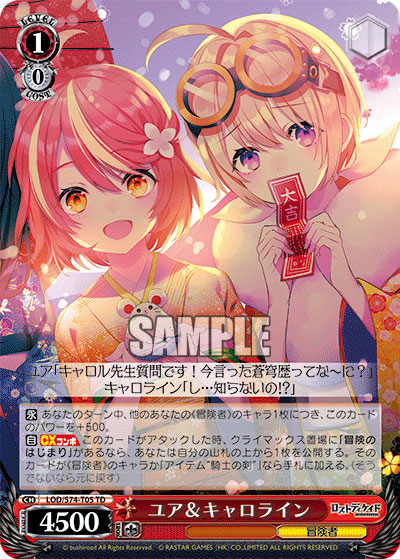 LEVEL
1
0
COST
大吉
SAMPLE
ユア「キャロル先生質問です！今言った蒼穹歴ってな～に？」
キャロライン「し…知らないの!?」
永 あなたのターン中、他のあなたの《冒険者》のキャラ1枚につき、このカードのパワーを＋500。
自 CXコンボ このカードがアタックした時、クライマックス置場に「冒険のはじまり」があるなら、あなたは自分の山札の上から1枚を公開する。そのカードが《冒険者》のキャラか「アイテム“騎士の剣”」なら手札に加える。(そうでないなら元に戻す)
CH LOD/S74-T05 TD
4500
ユア＆キャロライン
冒険者
ロストディケイド
© bushiroad All Rights Reserved.
© RASTAR GAMES (HK) CO.,LIMITED ALL RIGHTS RESERVED.